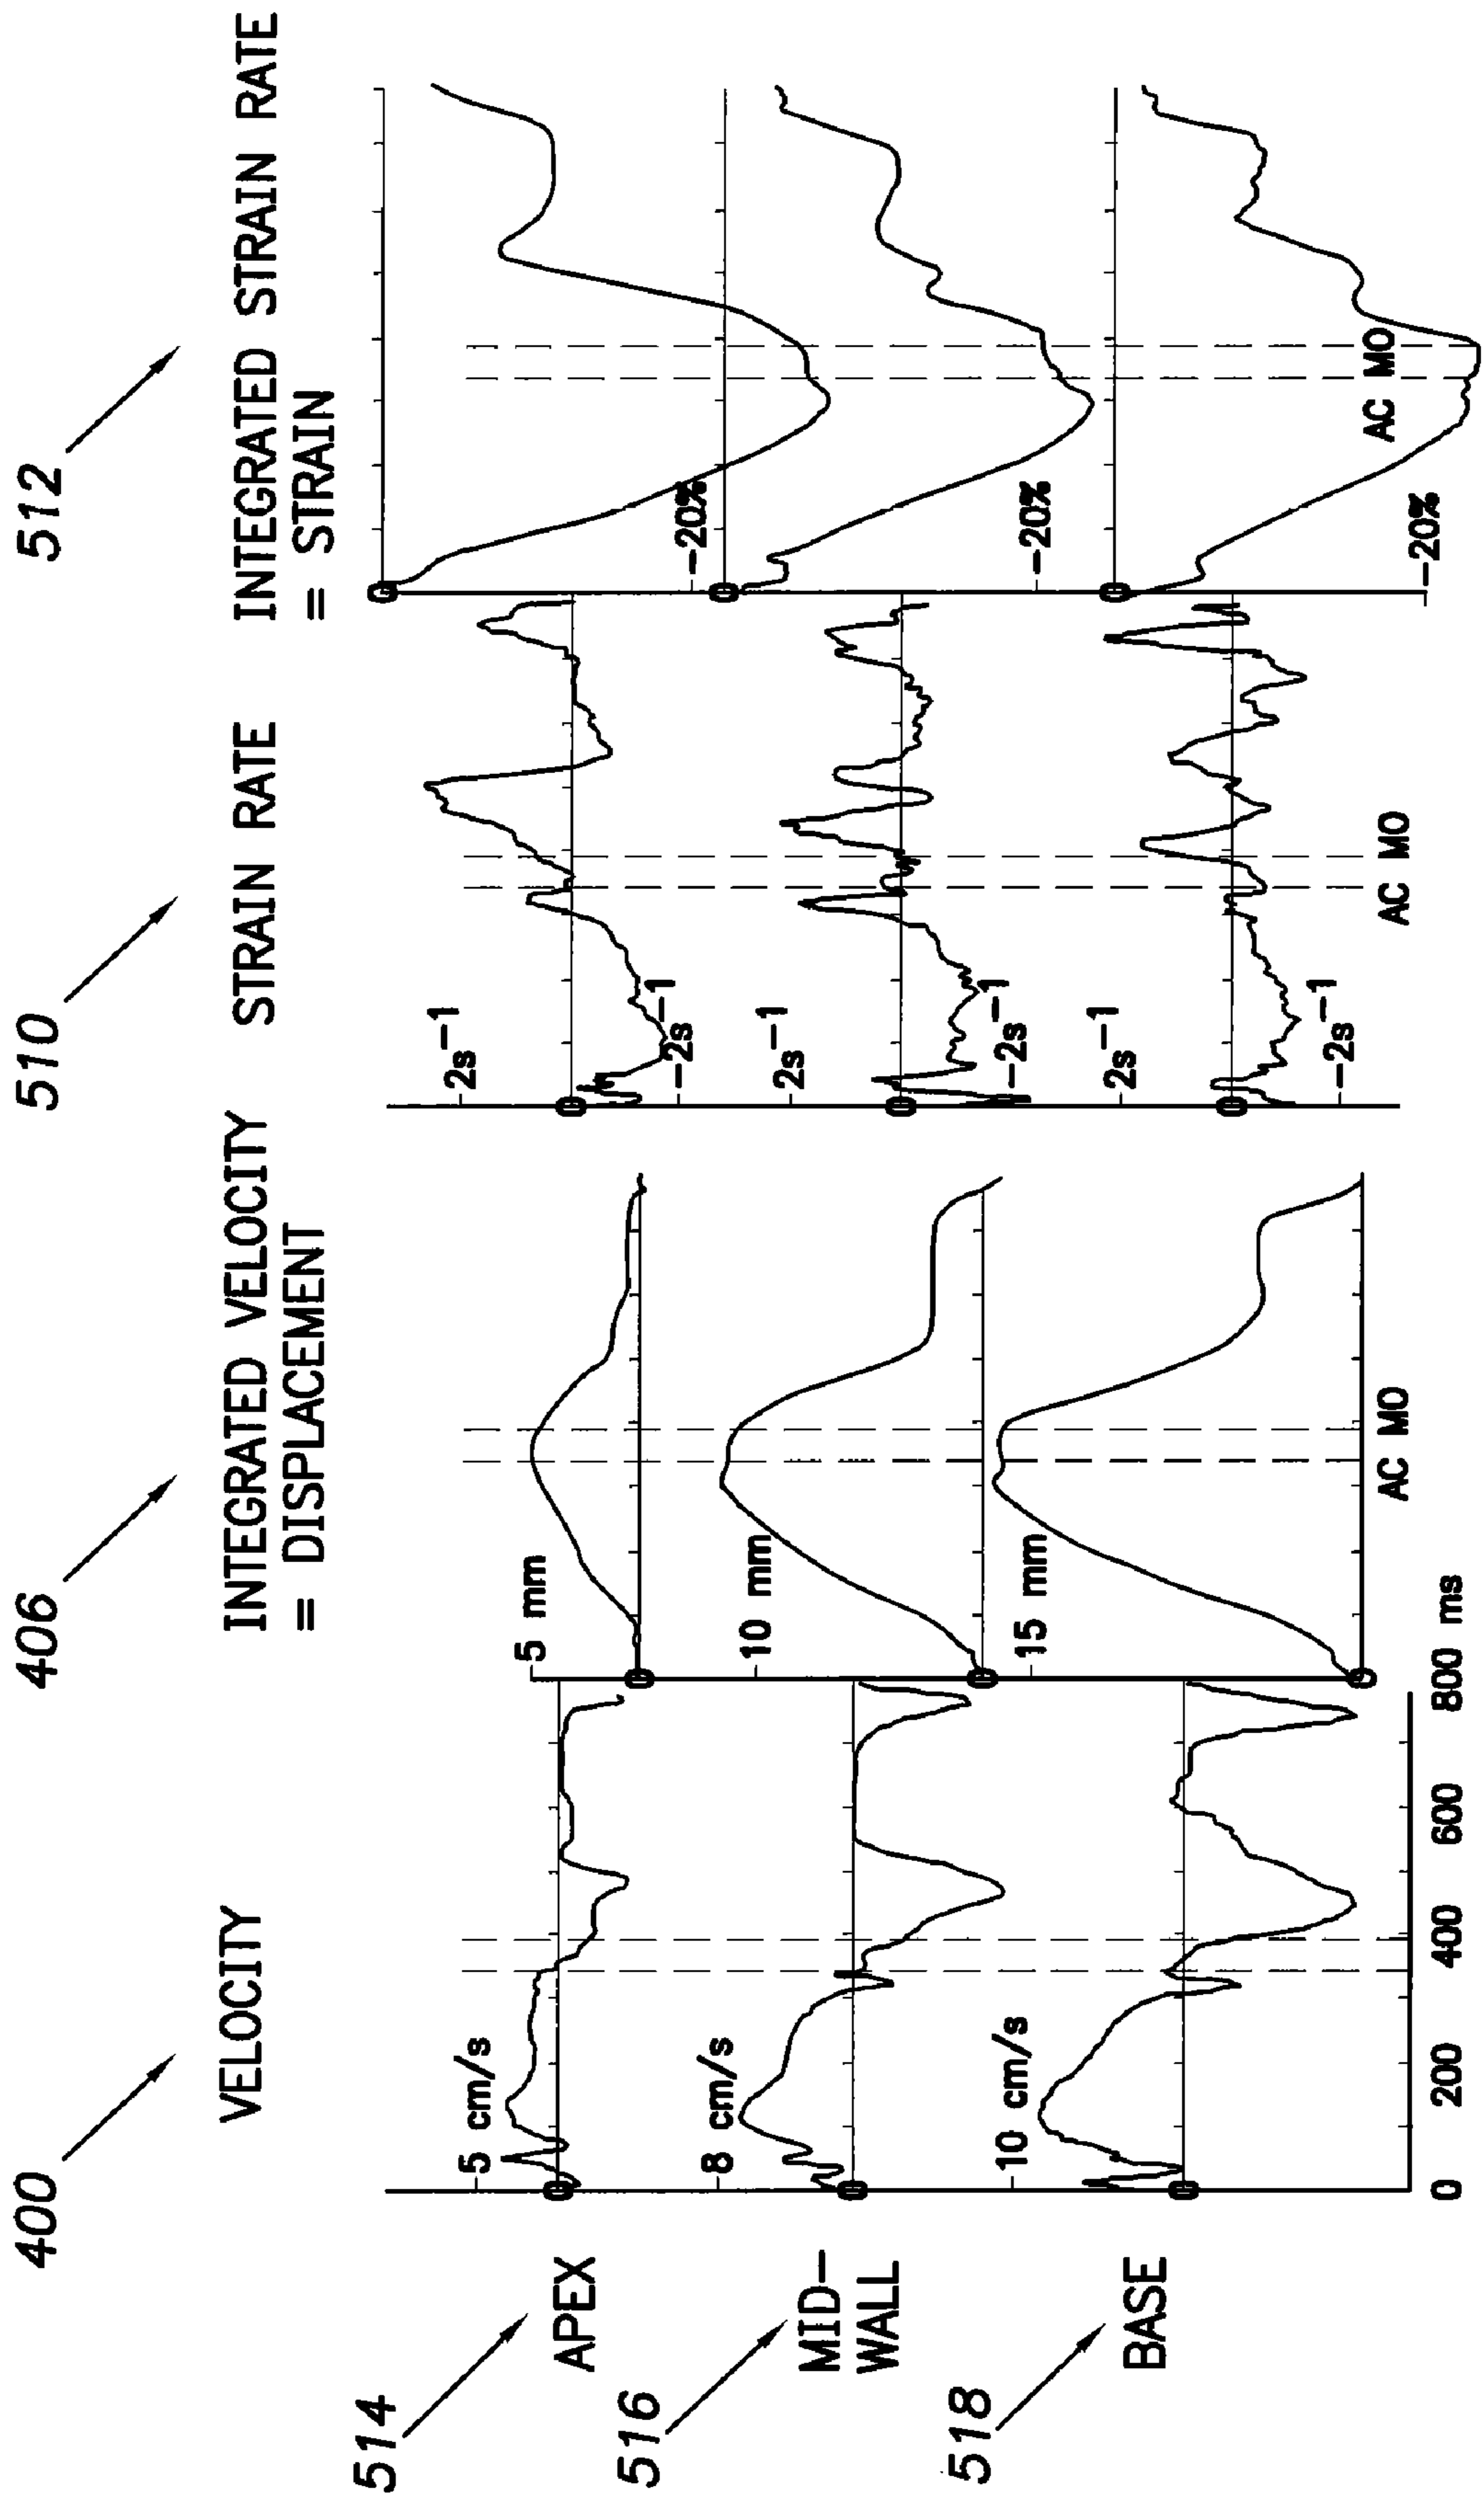 400
406
510
512
VELOCITY
INTEGRATED VELOCITY
= DISPLACEMENT
STRAIN RATE
INTEGRATED STRAIN RATE
= STRAIN
514
APEX
5 cm/s
0
5 mm
0
2s⁻¹
0
-2s⁻¹
0
-20%
516
MID-
WALL
8 cm/s
0
10 mm
0
2s⁻¹
0
-2s⁻¹
0
-20%
518
BASE
10 cm/s
0
15 mm
0
2s⁻¹
0
-2s⁻¹
0
-20%
AC MO
AC MO
AC MO
0 200 400 600 800 ms